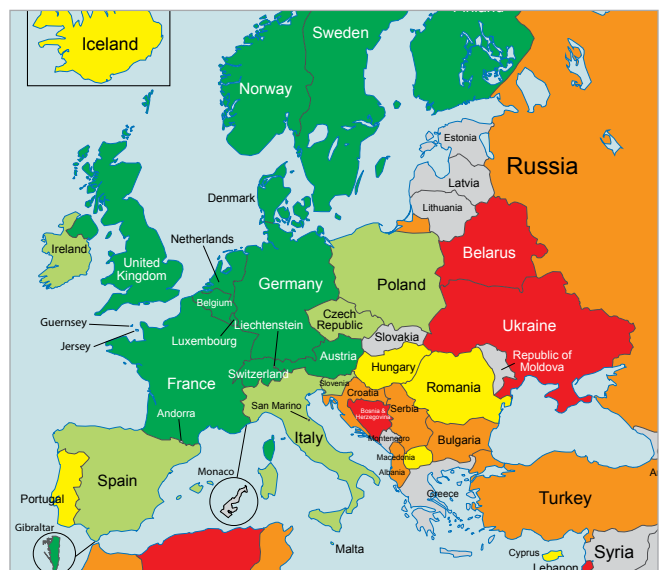 Iceland
Sweden
Norway
Estonia
Russia
Latvia
Denmark
Lithuania
Ireland
Netherlands
Belarus
United
Kingdom
Germany
Poland
Belgium
Guernsey
Czech
Republic
Liechtenstein
Ukraine
Jersey
Luxembourg
Slovakia
Austria
Republic of
Moldova
Hungary
Switzerland
France
Slovenia
Romania
Croatia
San Marino
Serbia
Andorra
Bosnia &
Herzegovina
Italy
Montenegro
Bulgaria
Macedonia
Monaco
Albania
Spain
Portugal
Greece
Turkey
Gibraltar
Malta
Cyprus
Syria
Lebanon